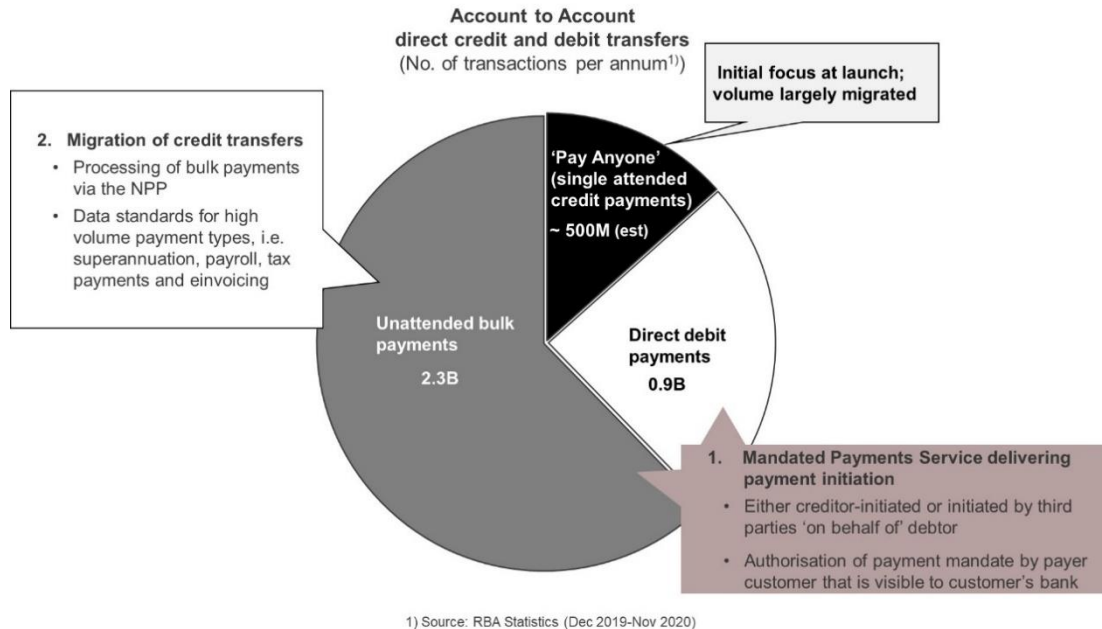 Account to Account
direct credit and debit transfers
(No. of transactions per annum1))
Initial focus at launch;
volume largely migrated
2. Migration of credit transfers
• Processing of bulk payments
via the NPP
• Data standards for high
volume payment types, i.e.
superannuation, payroll, tax
payments and einvoicing
'Pay Anyone'
(single attended
credit payments)
~ 500M (est)
Unattended bulk
payments
2.3B
Direct debit
payments
0.9B
1. Mandated Payments Service delivering
payment initiation
• Either creditor-initiated or initiated by third
parties 'on behalf of' debtor
• Authorisation of payment mandate by payer
customer that is visible to customer's bank
1) Source: RBA Statistics (Dec 2019-Nov 2020)